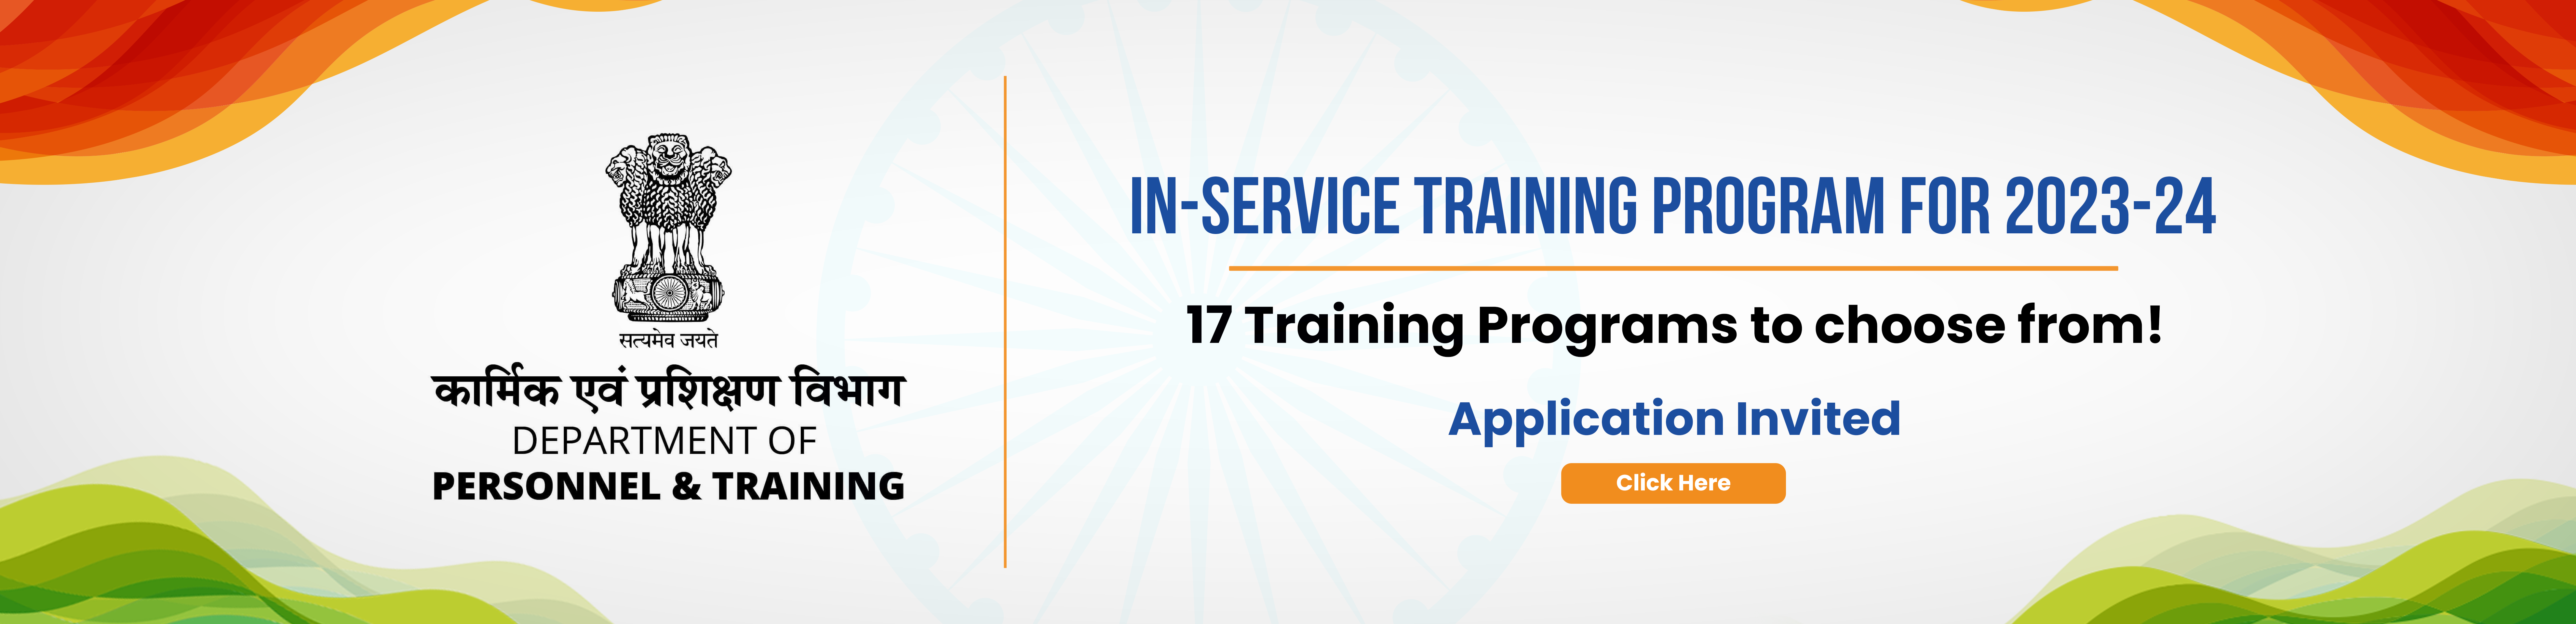 सत्यमेव जयते
कार्मिक एवं प्रशिक्षण विभाग
DEPARTMENT OF
PERSONNEL & TRAINING
IN-SERVICE TRAINING PROGRAM FOR 2023-24
17 Training Programs to choose from!
Application Invited
Click Here